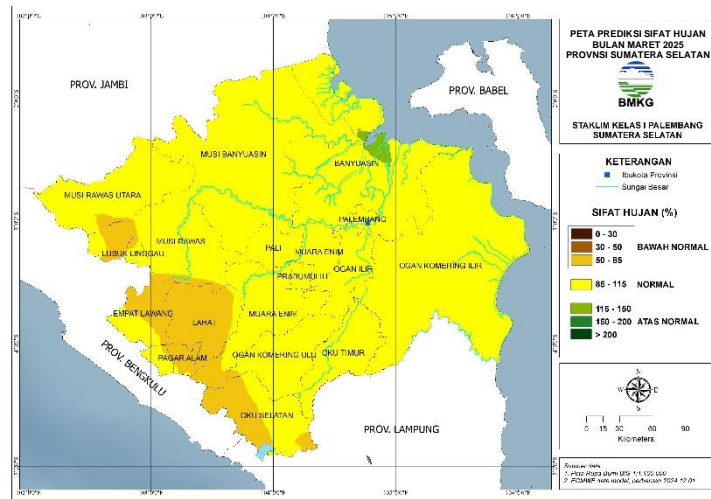 PETA PREDIKSI SIFAT HUJAN
BULAN MARET 2025
PROVNSI SUMATERA SELATAN
BMKG
STAKLIM KELAS I PALEMBANG
SUMATERA SELATAN
KETERANGAN
Ibukota Provinsi
Sungai Besar
SIFAT HUJAN (%)
0 - 30
30 - 50 BAWAH NORMAL
50 - 85
85 - 115 NORMAL
115 - 150
150 - 200 ATAS NORMAL
> 200
N
W E
S
0 15 30 60 90
Kilometers
Sumber data
PROV. JAMBI
PROV. BABEL
MUSI BANYUASIN
BANYUASIN
MUSI RAWAS UTARA
PALEMBANG
MUSI RAWAS
LUBUK LINGGAU
PALI
MUARA ENIM
OGAN ILIR
OGAN KOMERING ILIR
PRABUMULIH
EMPAT LAWANG
LAHAT
MUARA ENIM
PAGAR ALAM
OGAN KOMERING ULU
OKU TIMUR
PROV. BENGKULU
OKU SELATAN
PROV. LAMPUNG